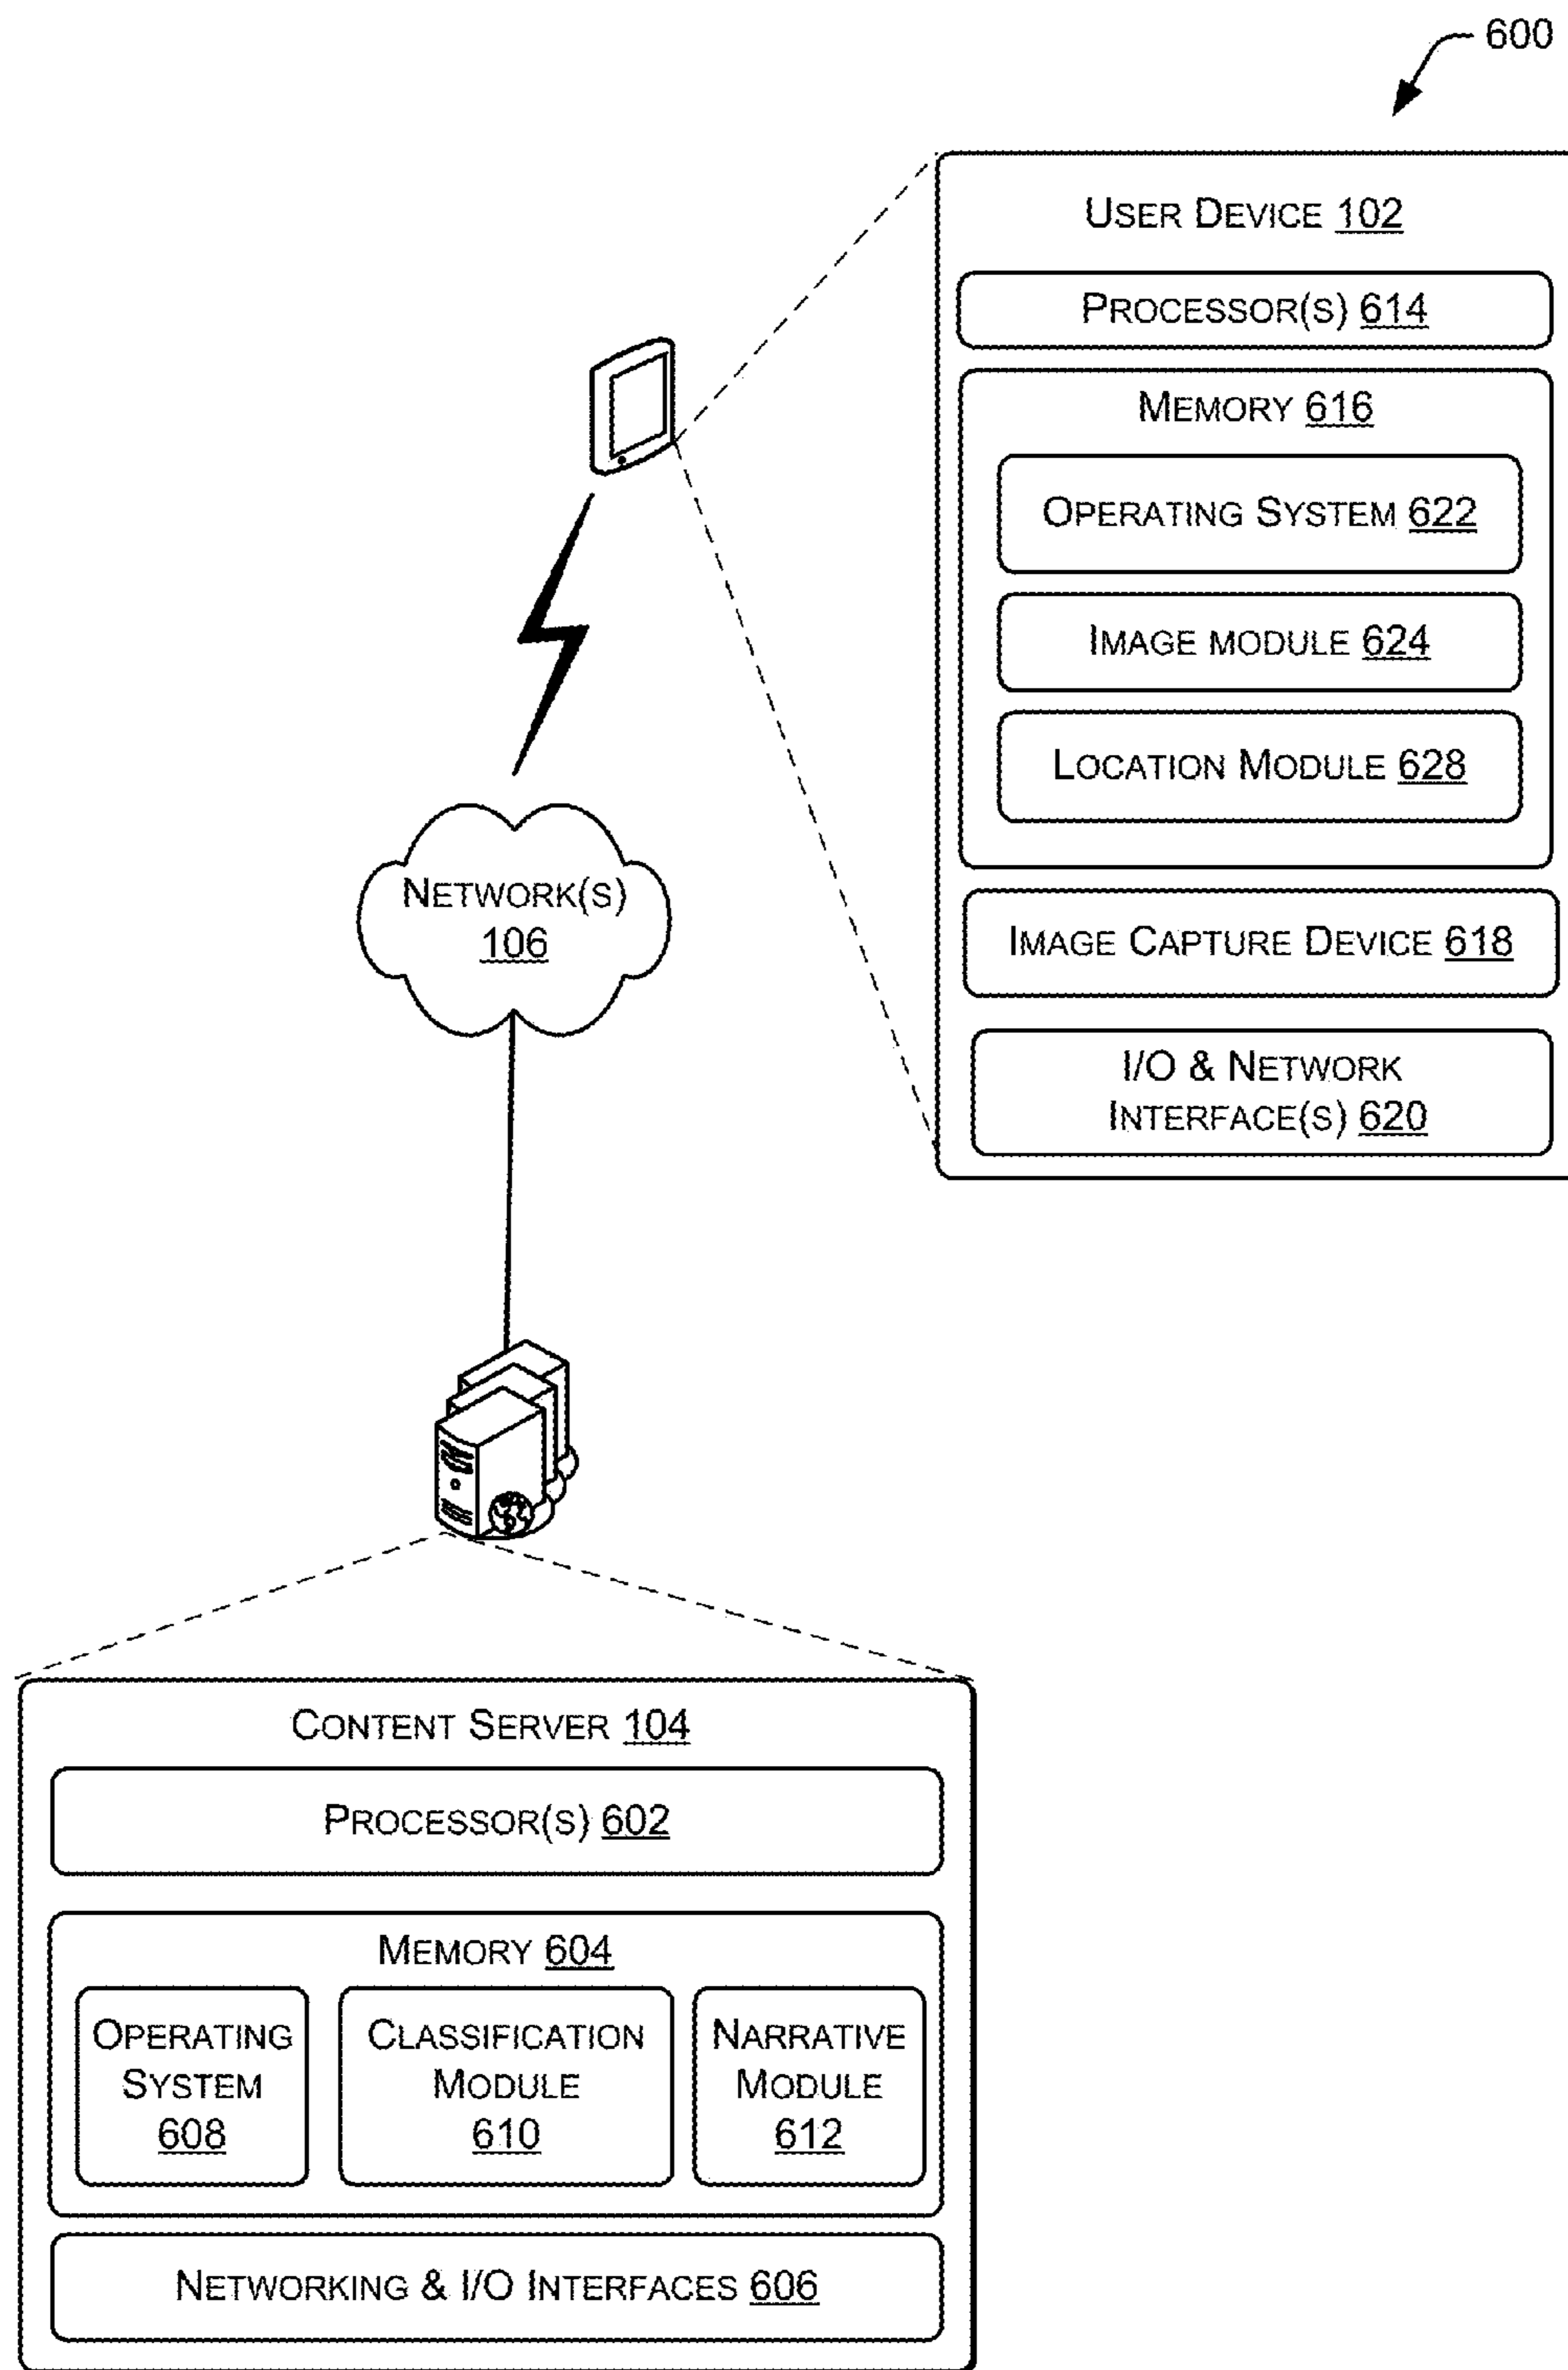 600
USER DEVICE 102
PROCESSOR(S) 614
MEMORY 616
OPERATING SYSTEM 622
IMAGE MODULE 624
LOCATION MODULE 628
IMAGE CAPTURE DEVICE 618
I/O & NETWORK
INTERFACE(S) 620
NETWORK(S)
106
CONTENT SERVER 104
PROCESSOR(S) 602
MEMORY 604
OPERATING
SYSTEM
608
CLASSIFICATION
MODULE
610
NARRATIVE
MODULE
612
NETWORKING & I/O INTERFACES 606